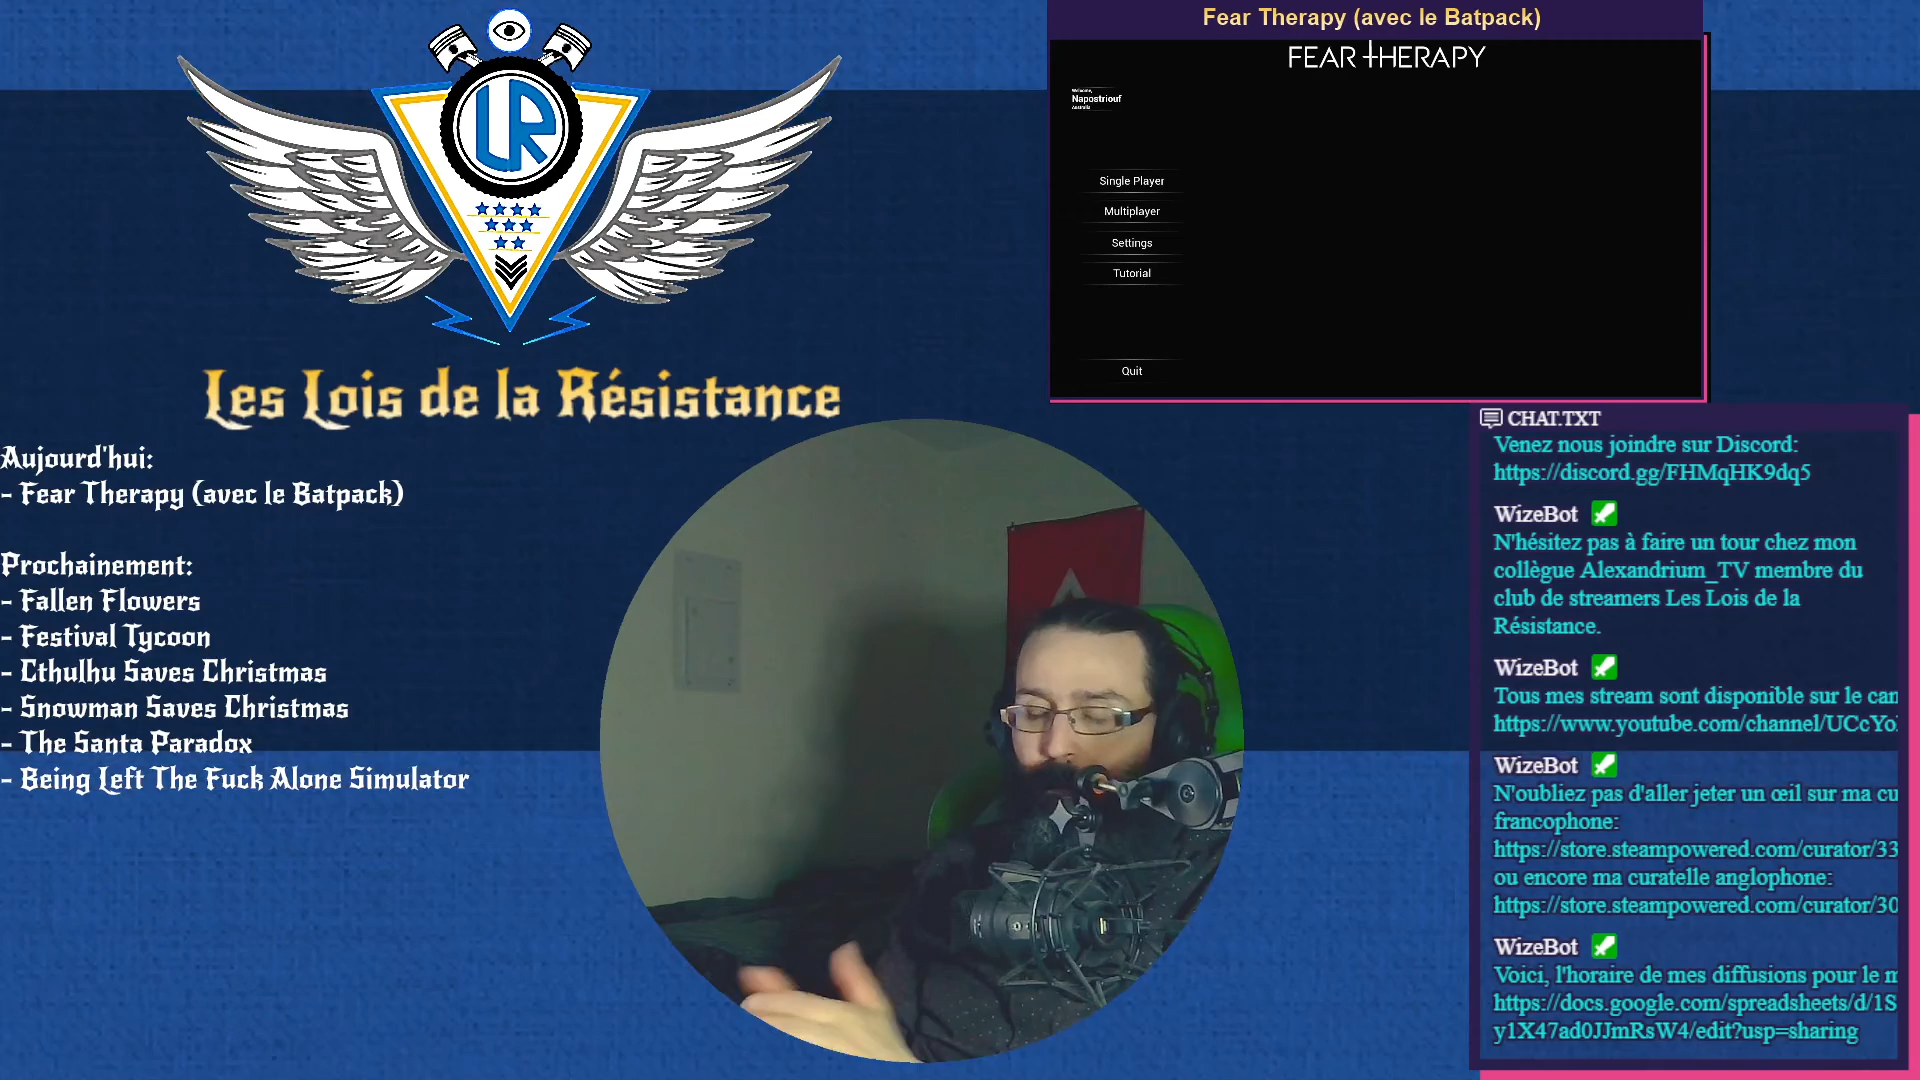 LR
Les Lois de la Résistance
Aujourd'hui:
- Fear Therapy (avec le Batpack)
Prochainement:
- Fallen Flowers
- Festival Tycoon
- Cthulhu Saves Christmas
- Snowman Saves Christmas
- The Santa Paradox
- Being Left The Fuck Alone Simulator
Fear Therapy (avec le Batpack)
FEAR THERAPY
Welcome,
Napostriouf
Australia
Single Player
Multiplayer
Settings
Tutorial
Quit
CHAT.TXT
Venez nous joindre sur Discord:
https://discord.gg/FHMqHK9dq5
WizeBot
N'hésitez pas à faire un tour chez mon
collègue Alexandrium_TV membre du
club de streamers Les Lois de la
Résistance.
WizeBot
Tous mes stream sont disponible sur le can
https://www.youtube.com/channel/UCcYo
WizeBot
N'oubliez pas d'aller jeter un œil sur ma cu
francophone:
https://store.steampowered.com/curator/33
ou encore ma curatelle anglophone:
https://store.steampowered.com/curator/30
WizeBot
Voici, l'horaire de mes diffusions pour le m
https://docs.google.com/spreadsheets/d/1S
y1X47ad0JJmRsW4/edit?usp=sharing